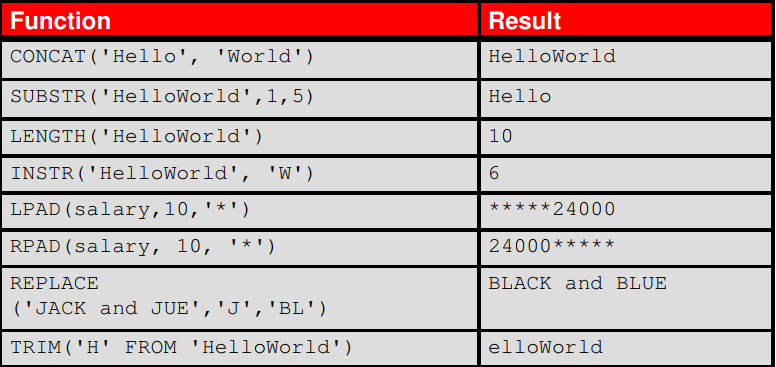 Function Result
CONCAT('Hello', 'World') HelloWorld
SUBSTR('HelloWorld',1,5) Hello
LENGTH('HelloWorld') 10
INSTR('HelloWorld', 'W') 6
LPAD(salary,10,'*') *****24000
RPAD(salary, 10, '*') 24000*****
REPLACE BLACK and BLUE
('JACK and JUE','J','BL')
TRIM('H' FROM 'HelloWorld') elloWorld